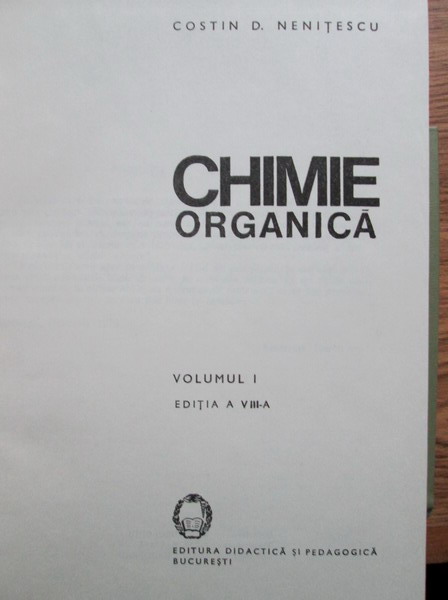 COSTIN D. NENIȚESCU
CHIMIE
ORGANICĂ
VOLUMUL I
EDIȚIA A VIII-A
EDITURA DIDACTICĂ ȘI PEDAGOGICĂ
BUCUREȘTI